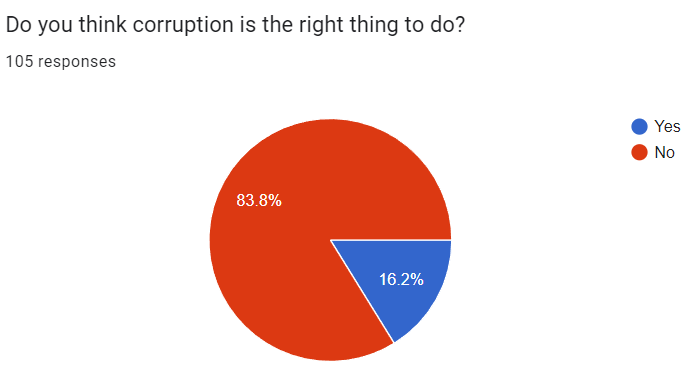 Do you think corruption is the right thing to do?
105 responses
Yes
No
83.8%
16.2%